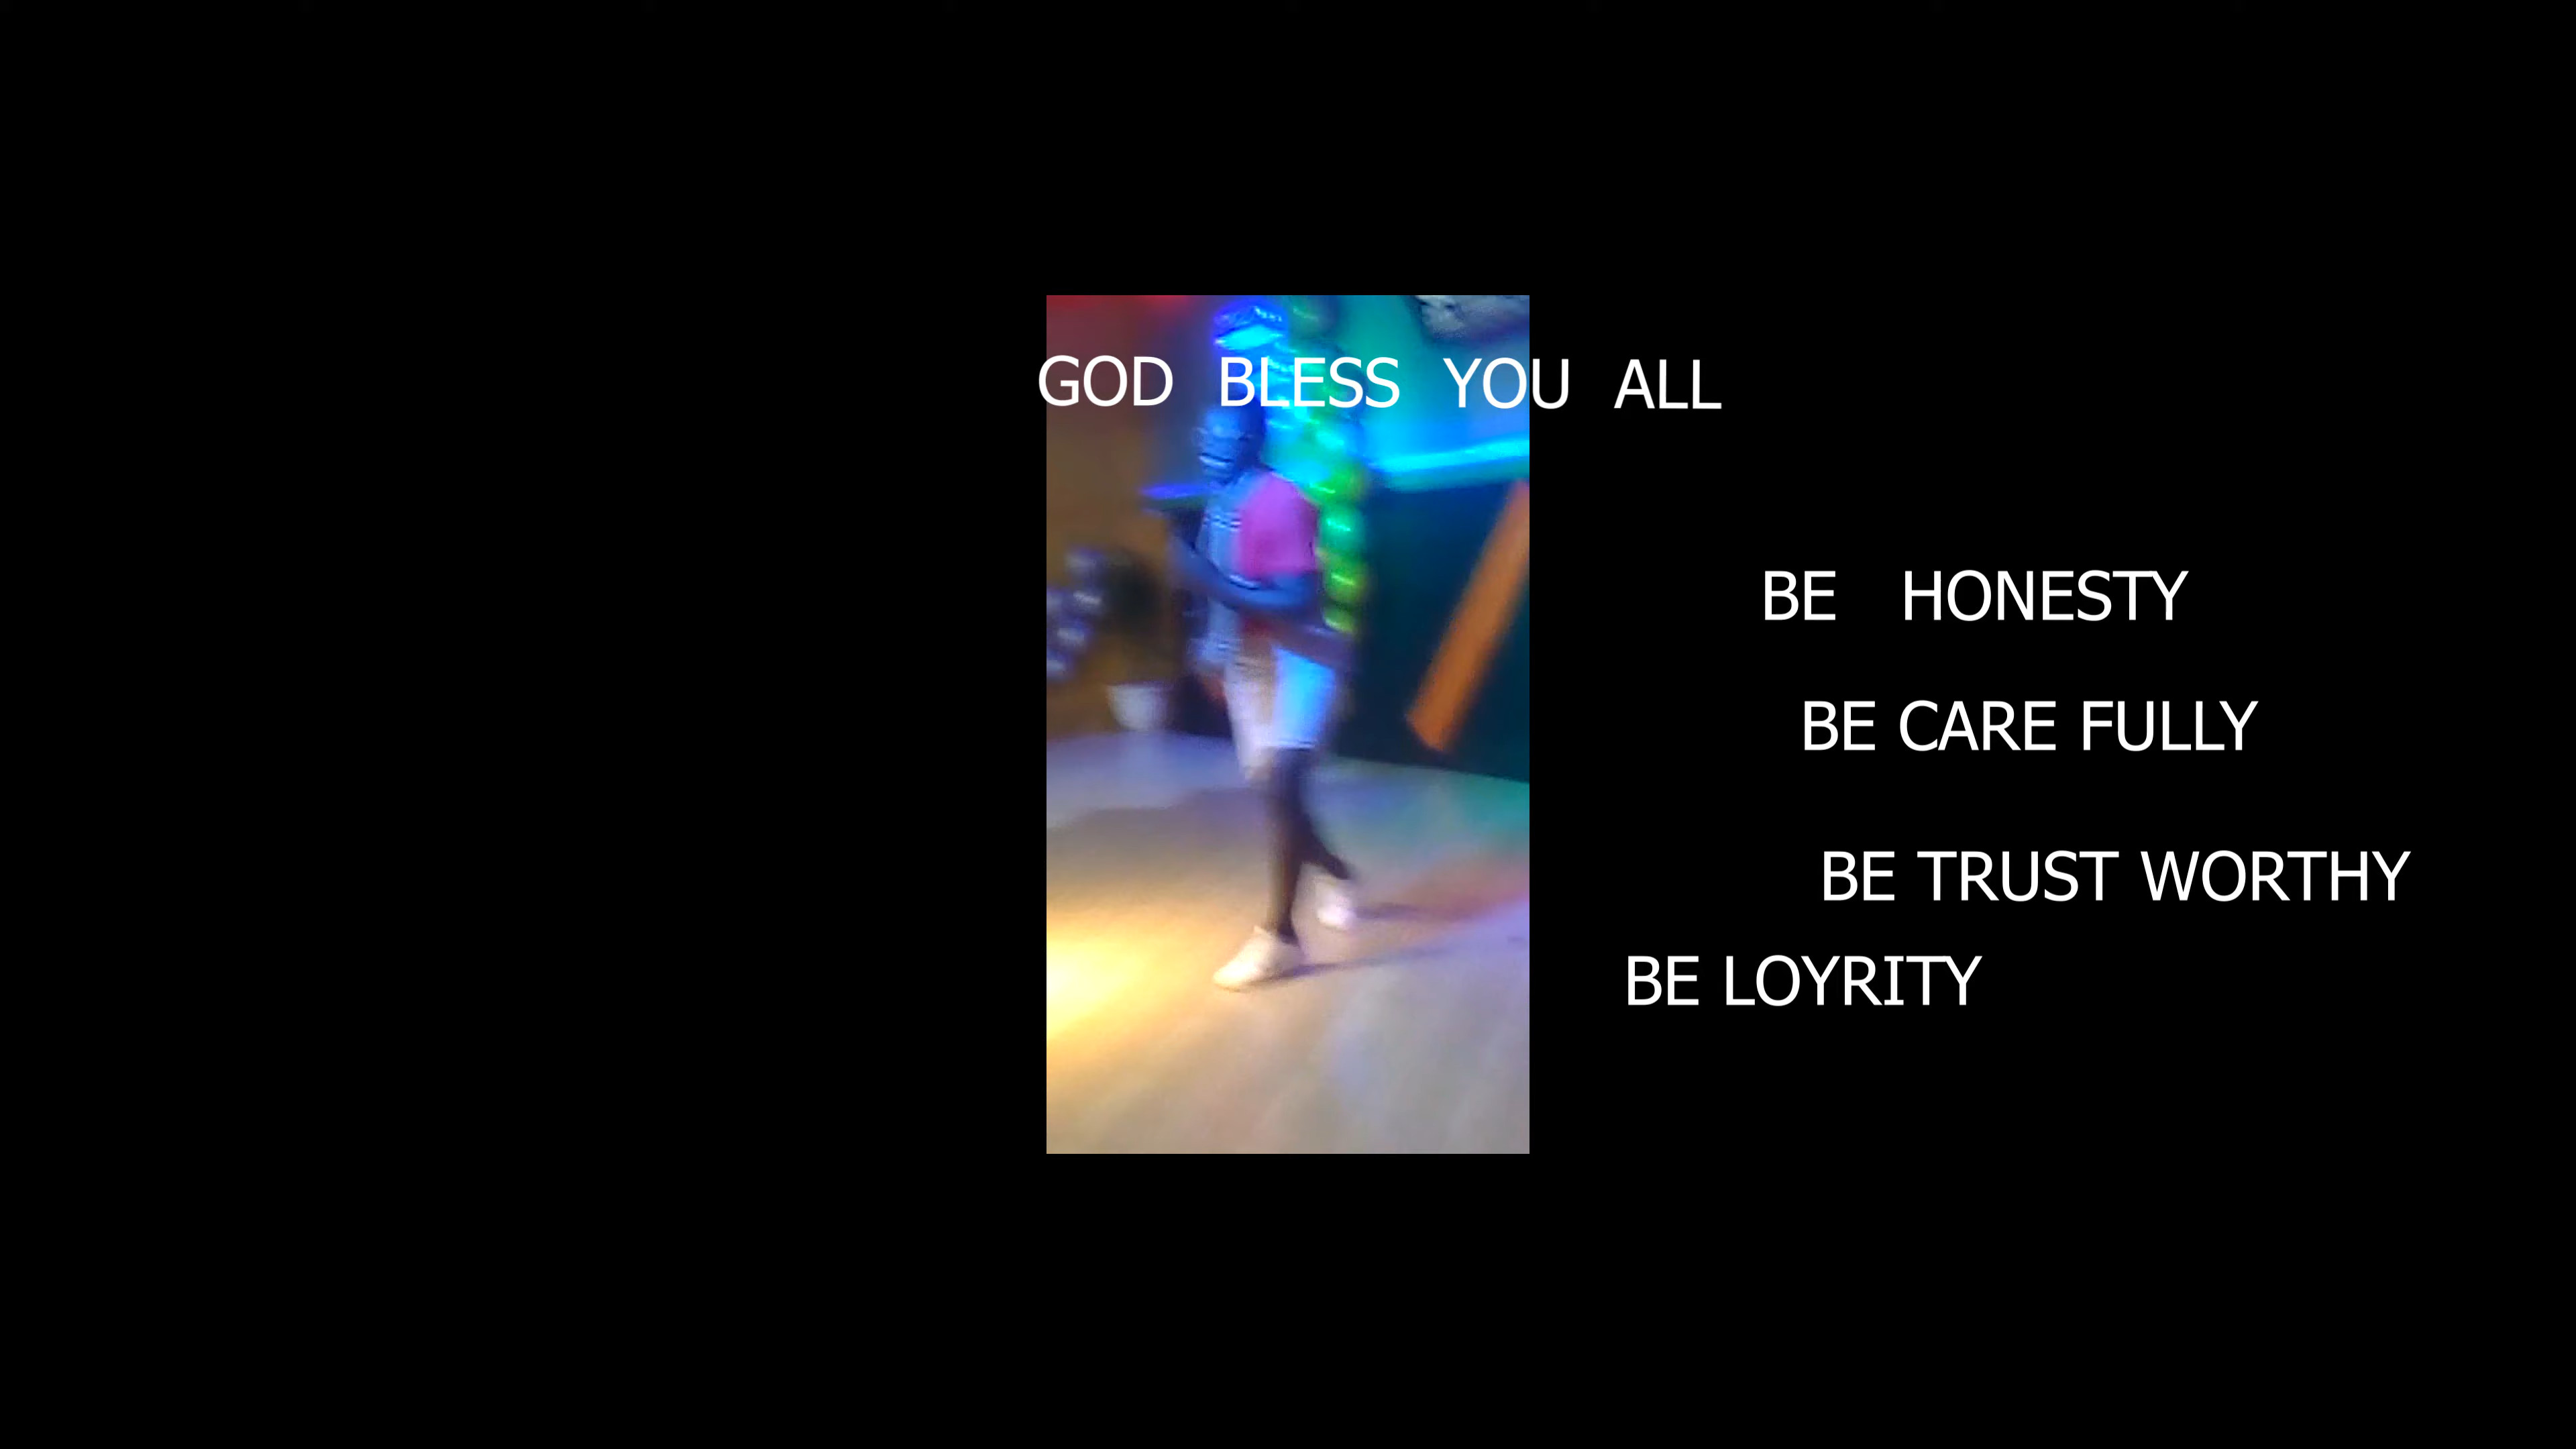 GOD BLESS YOU ALL
BE HONESTY
BE CARE FULLY
BE TRUST WORTHY
BE LOYRITY